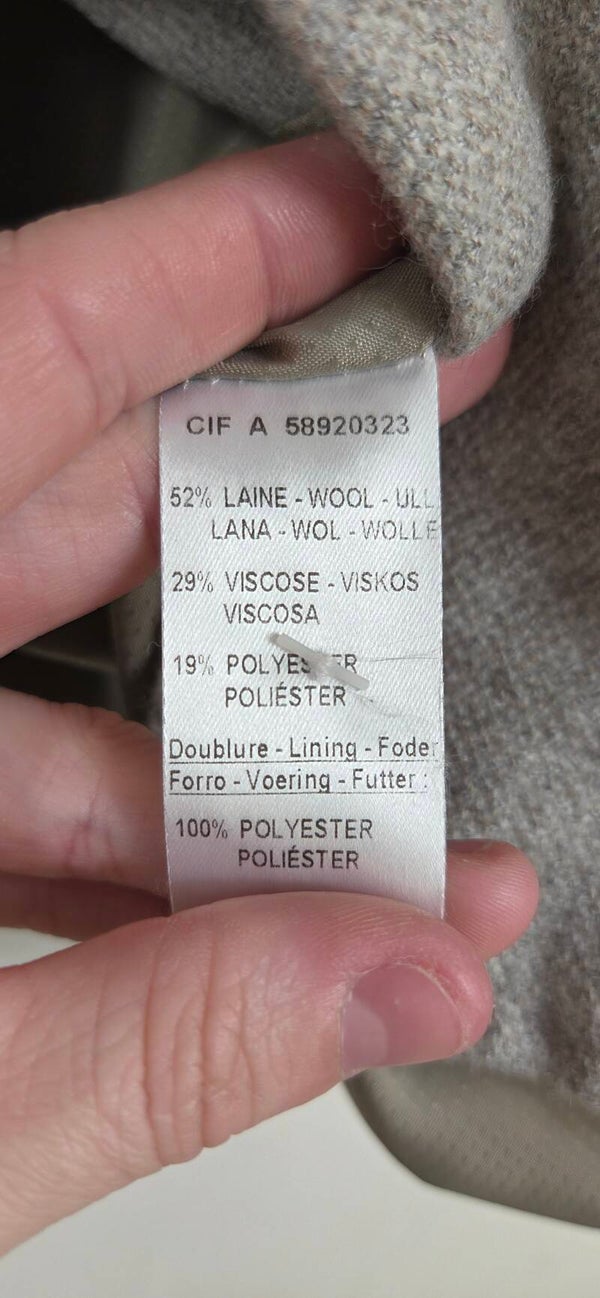 CIF A 58920323
52% LAINE - WOOL - ULL
LANA - WOL - WOLLE
29% VISCOSE - VISKOS
VISCOSA
19% POLYESTER
POLIÉSTER
Doublure - Lining - Foder
Forro - Voering - Futter :
100% POLYESTER
POLIÉSTER